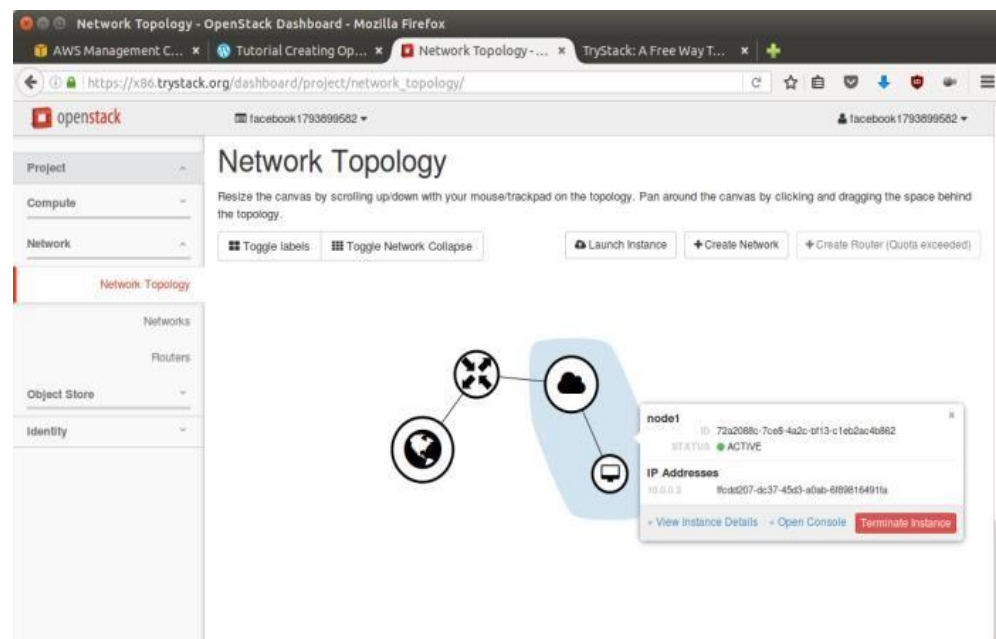 Network Topology - OpenStack Dashboard - Mozilla Firefox
AWS Management C... × Tutorial Creating Op... × Network Topology - ... × TryStack: A Free Way T... ×
https://x86.trystack.org/dashboard/project/network_topology/
openstack facebook1793899582 facebook1793899582
Project
Compute
Network
Network Topology
Networks
Routers
Object Store
Identity
Network Topology
Resize the canvas by scrolling up/down with your mouse/trackpad on the topology. Pan around the canvas by clicking and dragging the space behind
the topology.
Toggle labels Toggle Network Collapse Launch Instance +Create Network +Create Router (Quota exceeded)
node1 ×
ID 72a2088c-7ce8-4a2c-bf13-c1eb2ac4b862
STATUS ACTIVE
IP Addresses
10.0.0.3 ffcdd207-dc37-45d3-a0ab-6f89816491fa
» View Instance Details » Open Console Terminate Instance